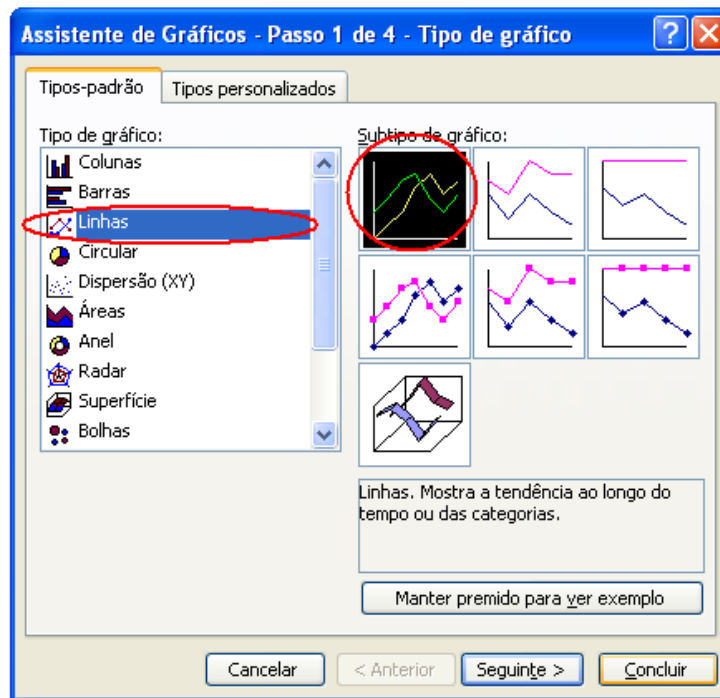 Assistente de Gráficos - Passo 1 de 4 - Tipo de gráfico
?
Tipos-padrão
Tipos personalizados
Tipo de gráfico:
Colunas
Barras
Linhas
Circular
Dispersão (XY)
Áreas
Anel
Radar
Superfície
Bolhas
Subtipo de gráfico:
Linhas. Mostra a tendência ao longo do
tempo ou das categorias.
Manter premido para ver exemplo
Cancelar
< Anterior
Seguinte >
Concluir